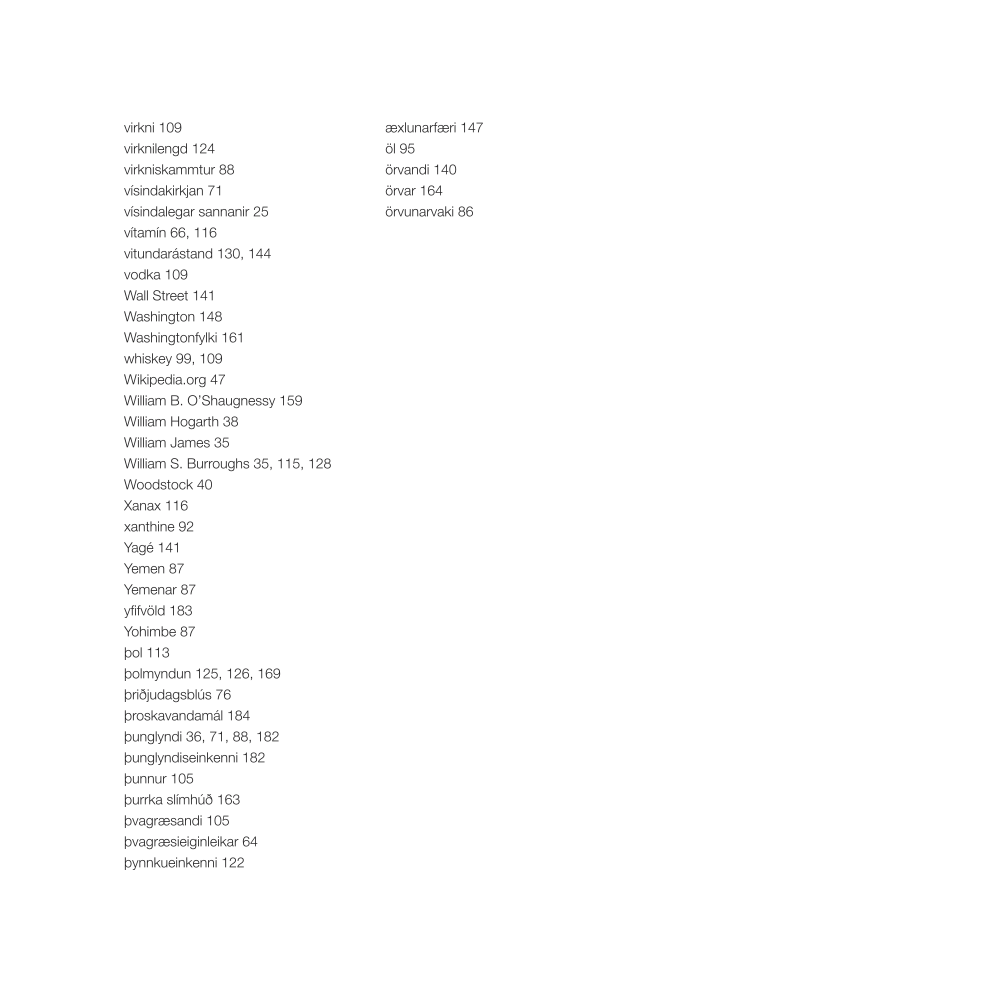 virkni 109
virknilengd 124
virkniskammtur 88
vísindakirkjan 71
vísindalegar sannanir 25
vítamín 66, 116
vitundarástand 130, 144
vodka 109
Wall Street 141
Washington 148
Washingtonfylki 161
whiskey 99, 109
Wikipedia.org 47
William B. O’Shaugnessy 159
William Hogarth 38
William James 35
William S. Burroughs 35, 115, 128
Woodstock 40
Xanax 116
xanthine 92
Yagé 141
Yemen 87
Yemenar 87
yfifvöld 183
Yohimbe 87
þol 113
þolmyndun 125, 126, 169
þriðjudagsblús 76
þroskavandamál 184
þunglyndi 36, 71, 88, 182
þunglyndiseinkenni 182
þunnur 105
þurrka slímhúð 163
þvagræsandi 105
þvagræsieiginleikar 64
þynnkueinkenni 122
æxlunarfæri 147
öl 95
örvandi 140
örvar 164
örvunarvaki 86